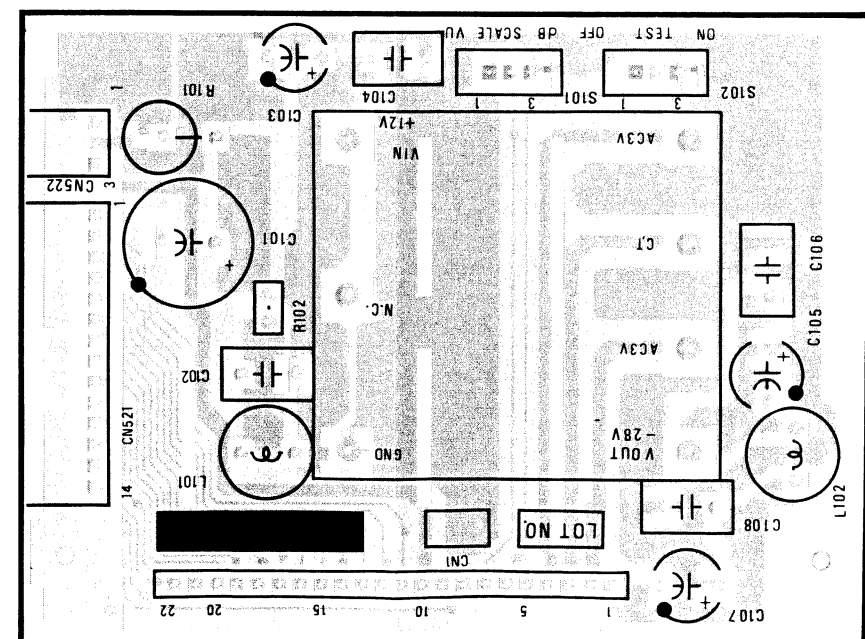 ON TEST OFF
dB SCALE VU
S102
3 1
S101
3 1
C104
C103
R101
1
CN522
3
1
+12V
VIN
AC3V
C101
C.T
C106
N.C.
R102
C105
AC3V
C102
CN521
GND
V OUT
-28V
L101
14
L102
C108
LOT NO.
CN1
C107
22 20 15 10 5 1